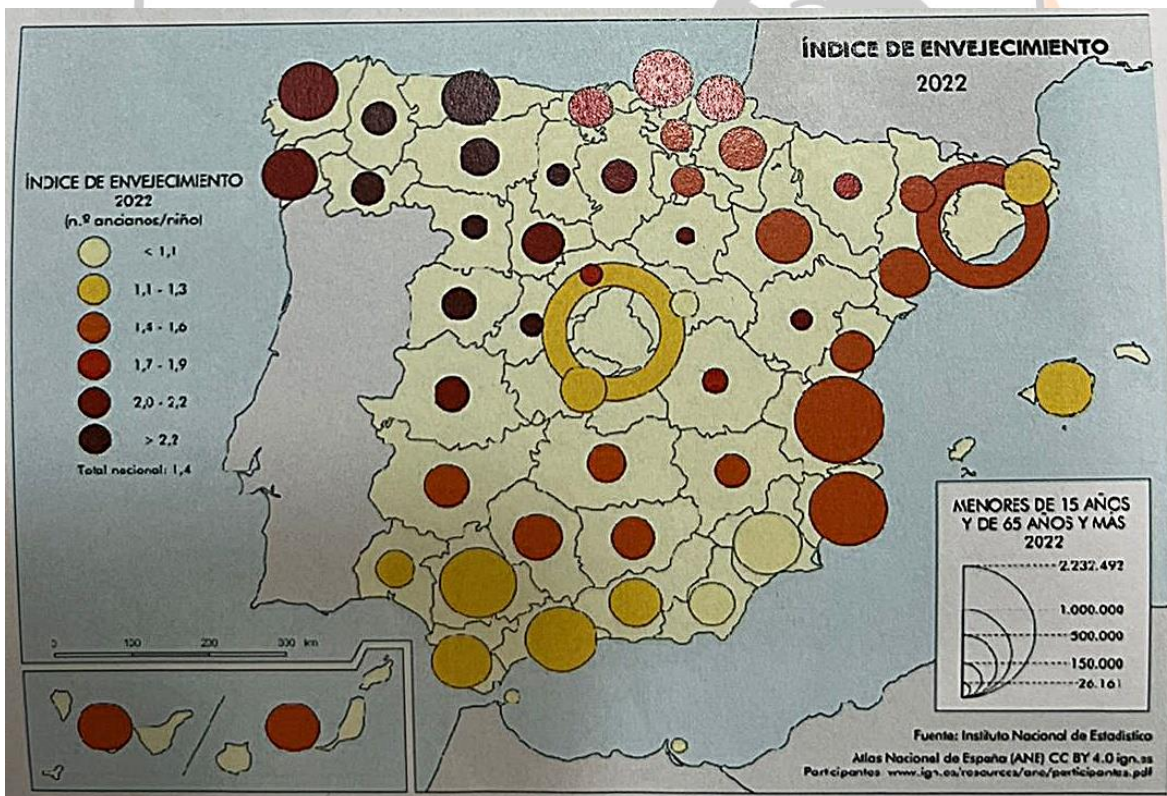 ÍNDICE DE ENVEJECIMIENTO
2022
ÍNDICE DE ENVEJECIMIENTO
2022
(n.º ancianos/niño)
< 1,1
1,1 - 1,3
1,4 - 1,6
1,7 - 1,9
2,0 - 2,2
> 2,2
Total nacional: 1,4
MENORES DE 15 AÑOS
Y DE 65 AÑOS Y MÁS
2022
2.232.492
1.000.000
500.000
150.000
26.161
0 100 200 300 km
Fuente: Instituto Nacional de Estadística
Atlas Nacional de España (ANE) CC BY 4.0 ign.es
Participantes www.ign.es/resources/ane/participantes.pdf